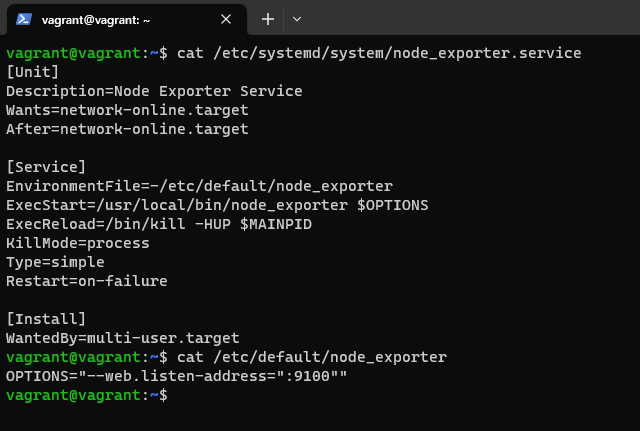 vagrant@vagrant: ~
vagrant@vagrant:~$ cat /etc/systemd/system/node_exporter.service
[Unit]
Description=Node Exporter Service
Wants=network-online.target
After=network-online.target

[Service]
EnvironmentFile=-/etc/default/node_exporter
ExecStart=/usr/local/bin/node_exporter $OPTIONS
ExecReload=/bin/kill -HUP $MAINPID
KillMode=process
Type=simple
Restart=on-failure

[Install]
WantedBy=multi-user.target
vagrant@vagrant:~$ cat /etc/default/node_exporter
OPTIONS="--web.listen-address=":9100""
vagrant@vagrant:~$